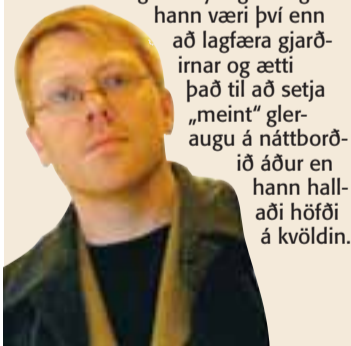 hann væri því enn
að lagfæra gjarð-
irnar og ætti
það til að setja
„meint“ gler-
augu á náttborð-
ið áður en
hann hall-
aði höfði
á kvöldin.